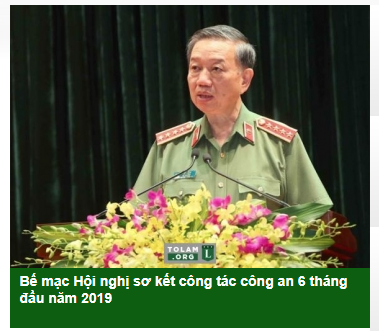 TOLAM
.ORG L
Bế mạc Hội nghị sơ kết công tác công an 6 tháng
đầu năm 2019